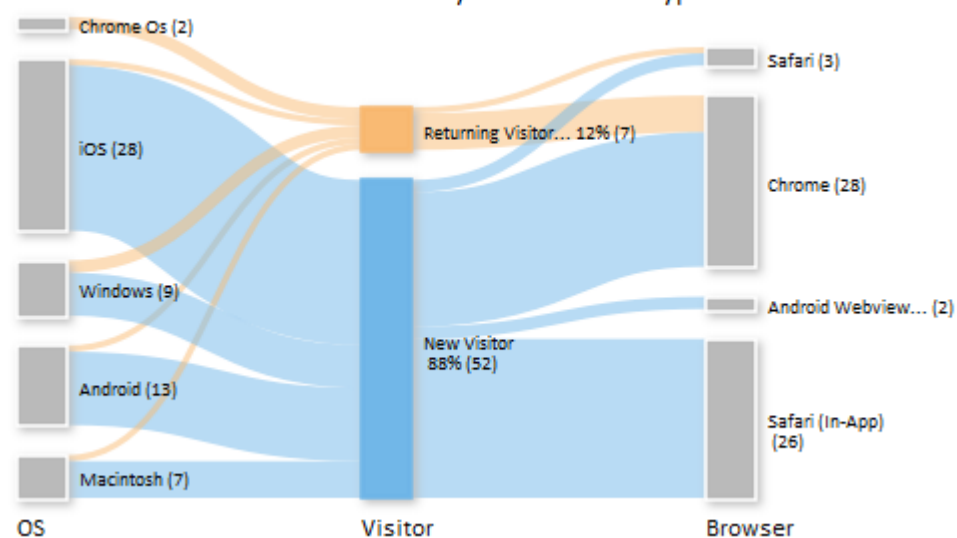 Chrome Os (2)
iOS (28)
Windows (9)
Android (13)
Macintosh (7)
OS
Returning Visitor... 12% (7)
New Visitor
88% (52)
Visitor
Safari (3)
Chrome (28)
Android Webview... (2)
Safari (In-App)
(26)
Browser